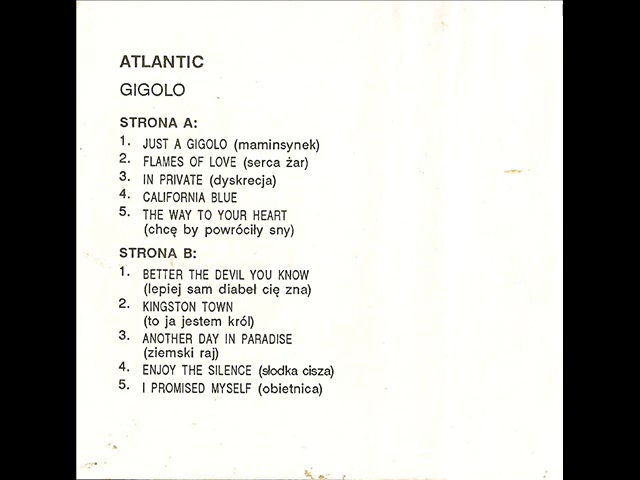 ATLANTIC
GIGOLO
STRONA A:
1. JUST A GIGOLO (maminsynek)
2. FLAMES OF LOVE (serca żar)
3. IN PRIVATE (dyskrecja)
4. CALIFORNIA BLUE
5. THE WAY TO YOUR HEART
(chcę by powróciły sny)
STRONA B:
1. BETTER THE DEVIL YOU KNOW
(lepiej sam diabeł cię zna)
2. KINGSTON TOWN
(to ja jestem król)
3. ANOTHER DAY IN PARADISE
(ziemski raj)
4. ENJOY THE SILENCE (słodka cisza)
5. I PROMISED MYSELF (obietnica)